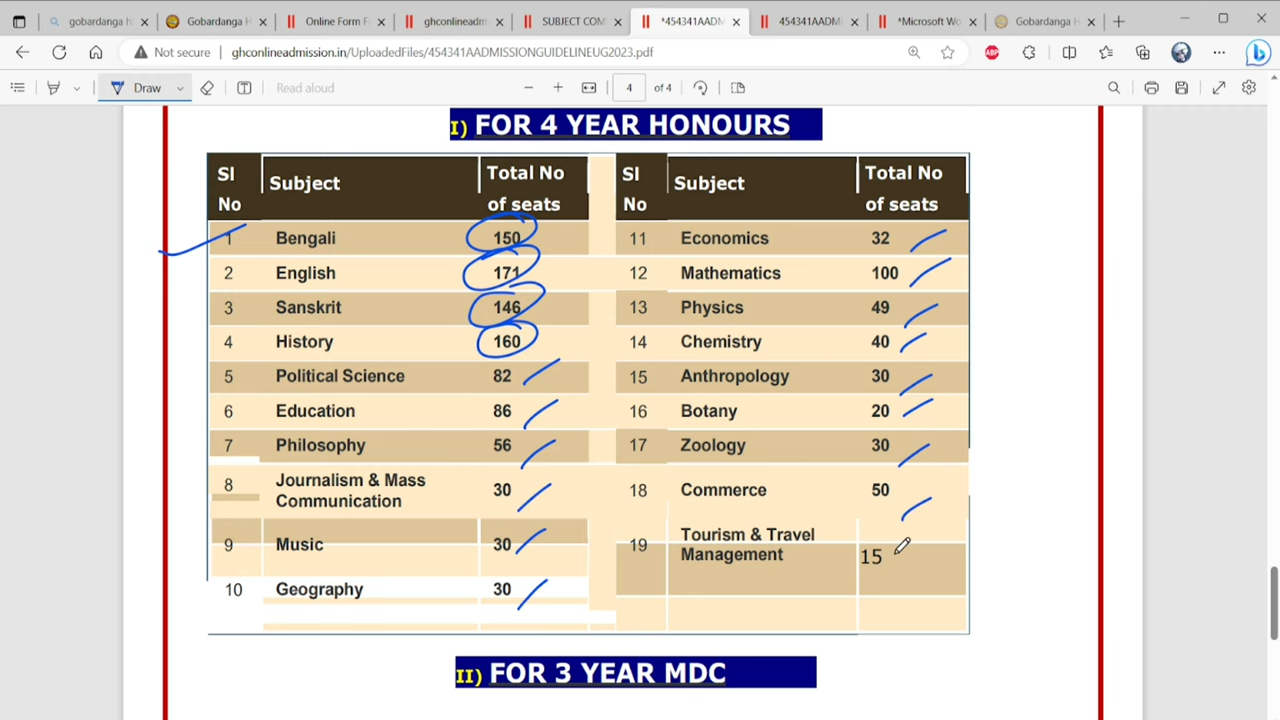 gobardanga h
Gobardanga H
Online Form F
ghconlineadm
SUBJECT COM
*454341AADM
454341AADM
*Microsoft Wo
Gobardanga H
Not secure ghconlineadmission.in/UploadedFiles/454341AADMISSIONGUIDELINEUG2023.pdf
ABP
Draw
Read aloud
4 of 4
I) FOR 4 YEAR HONOURS
Sl No Subject Total No of seats Sl No Subject Total No of seats
1 Bengali 150 11 Economics 32
2 English 171 12 Mathematics 100
3 Sanskrit 146 13 Physics 49
4 History 160 14 Chemistry 40
5 Political Science 82 15 Anthropology 30
6 Education 86 16 Botany 20
7 Philosophy 56 17 Zoology 30
8 Journalism & Mass Communication 30 18 Commerce 50
9 Music 30 19 Tourism & Travel Management 15
10 Geography 30
II) FOR 3 YEAR MDC